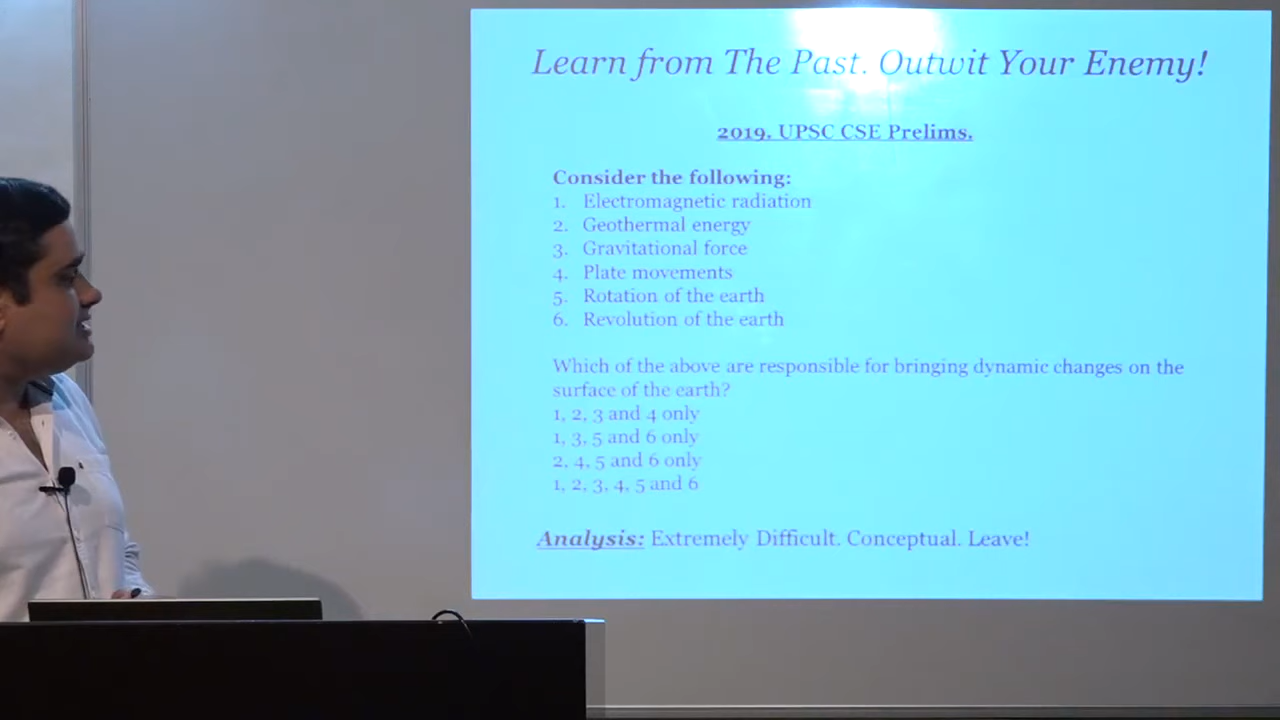 Learn from The Past. Outwit Your Enemy!
2019. UPSC CSE Prelims.
Consider the following:
1. Electromagnetic radiation
2. Geothermal energy
3. Gravitational force
4. Plate movements
5. Rotation of the earth
6. Revolution of the earth
Which of the above are responsible for bringing dynamic changes on the
surface of the earth?
1, 2, 3 and 4 only
1, 3, 5 and 6 only
2, 4, 5 and 6 only
1, 2, 3, 4, 5 and 6
Analysis: Extremely Difficult. Conceptual. Leave!